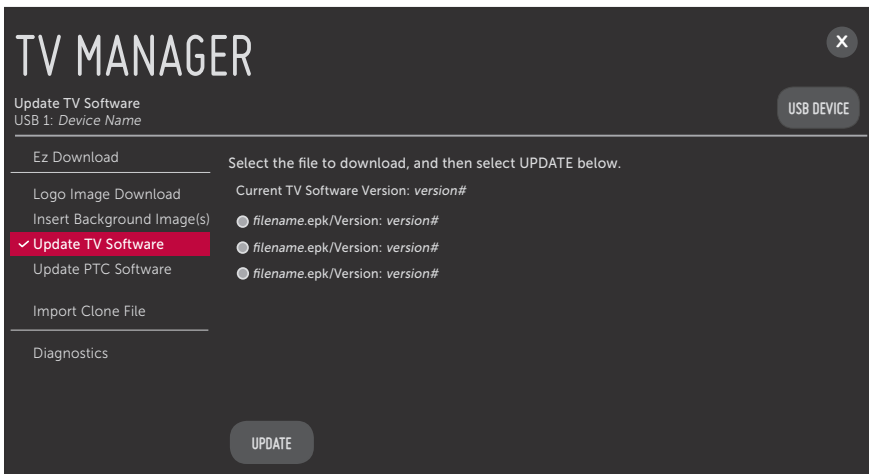 TV MANAGER
X
Update TV Software
USB 1: Device Name
USB DEVICE
Ez Download
Logo Image Download
Insert Background Image(s)
Update TV Software
Update PTC Software
Import Clone File
Diagnostics
Select the file to download, and then select UPDATE below.
Current TV Software Version: version#
filename.epk/Version: version#
filename.epk/Version: version#
filename.epk/Version: version#
UPDATE